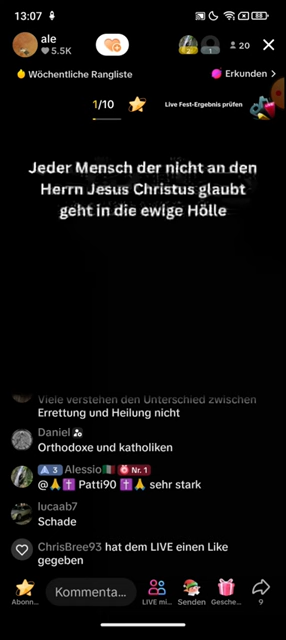 13:07
58
ale
5.5K
1
20
Wöchentliche Rangliste
Erkunden >
1/10
Live Fest-Ergebnis prüfen
Jeder Mensch der nicht an den
Herrn Jesus Christus glaubt
geht in die ewige Hölle
Viele verstehen den Unterschied zwischen
Errettung und Heilung nicht
Daniel
Orthodoxe und katholiken
3 Alessio Nr. 1
@🙏✝️ Patti90 ✝️🙏 sehr stark
lucaab7
Schade
ChrisBree93 hat dem LIVE einen Like
gegeben
Kommenta...
Abonn... LIVE mi... Senden Gesche... 9